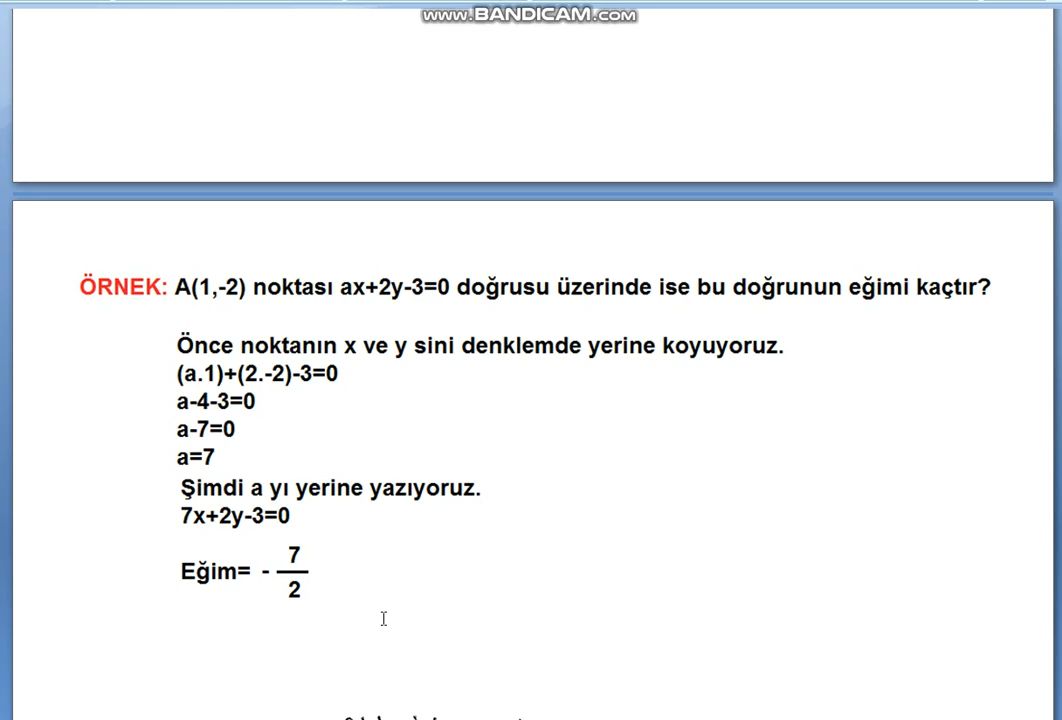 www.BANDICAM.com
ÖRNEK: A(1,-2) noktası ax+2y-3=0 doğrusu üzerinde ise bu doğrunun eğimi kaçtır?
Önce noktanın x ve y sini denklemde yerine koyuyoruz.
(a.1)+(2.-2)-3=0
a-4-3=0
a-7=0
a=7
Şimdi a yı yerine yazıyoruz.
7x+2y-3=0
Eğim= - 7/2